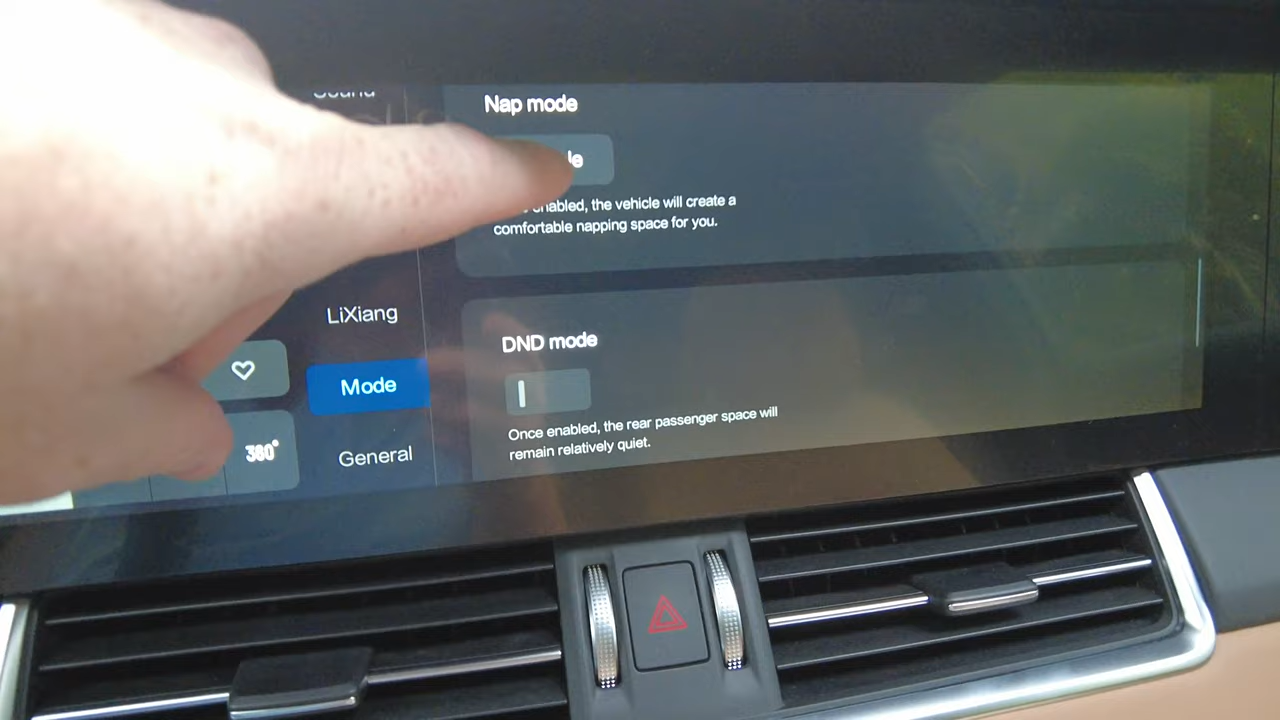 Sound
Nap mode
enabled, the vehicle will create a
comfortable napping space for you.
LiXiang
DND mode
Mode
Once enabled, the rear passenger space will
remain relatively quiet.
360°
General